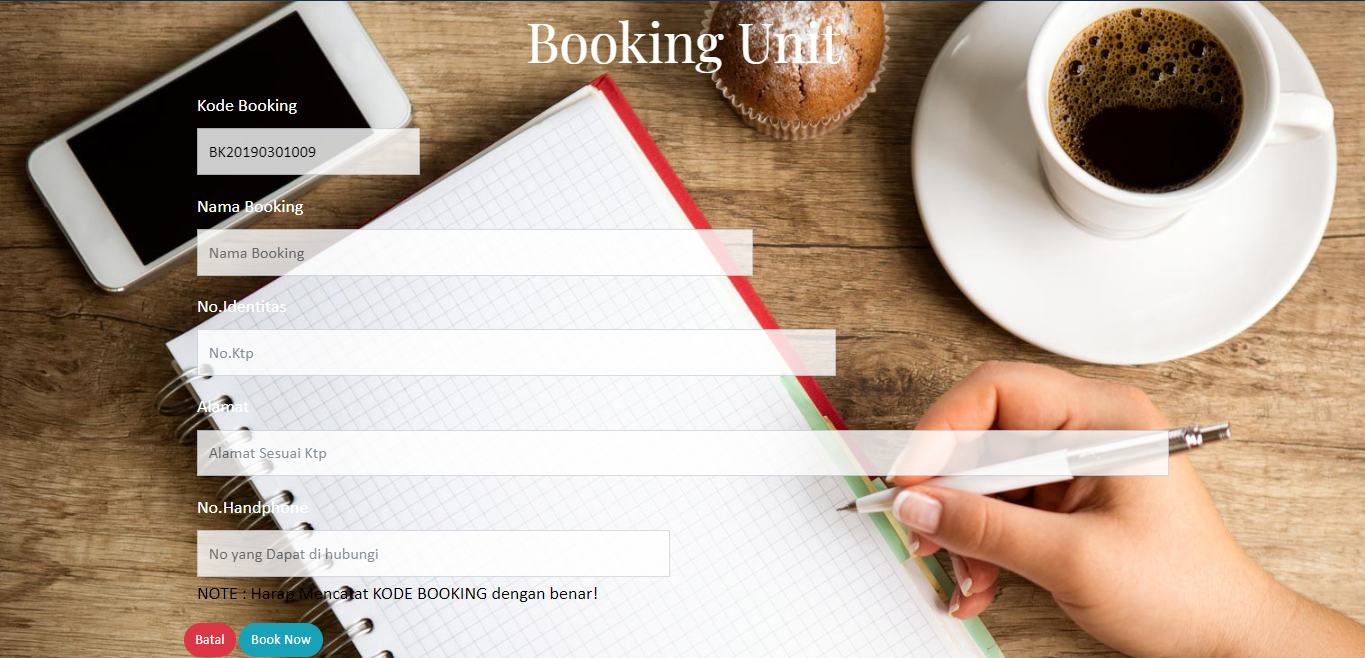 Booking Unit
Kode Booking
BK20190301009
Nama Booking
Nama Booking
No.Identitas
No.Ktp
Alamat
Alamat Sesuai Ktp
No.Handphone
No yang Dapat di hubungi
NOTE : Harap Mencatat KODE BOOKING dengan benar!
Batal Book Now